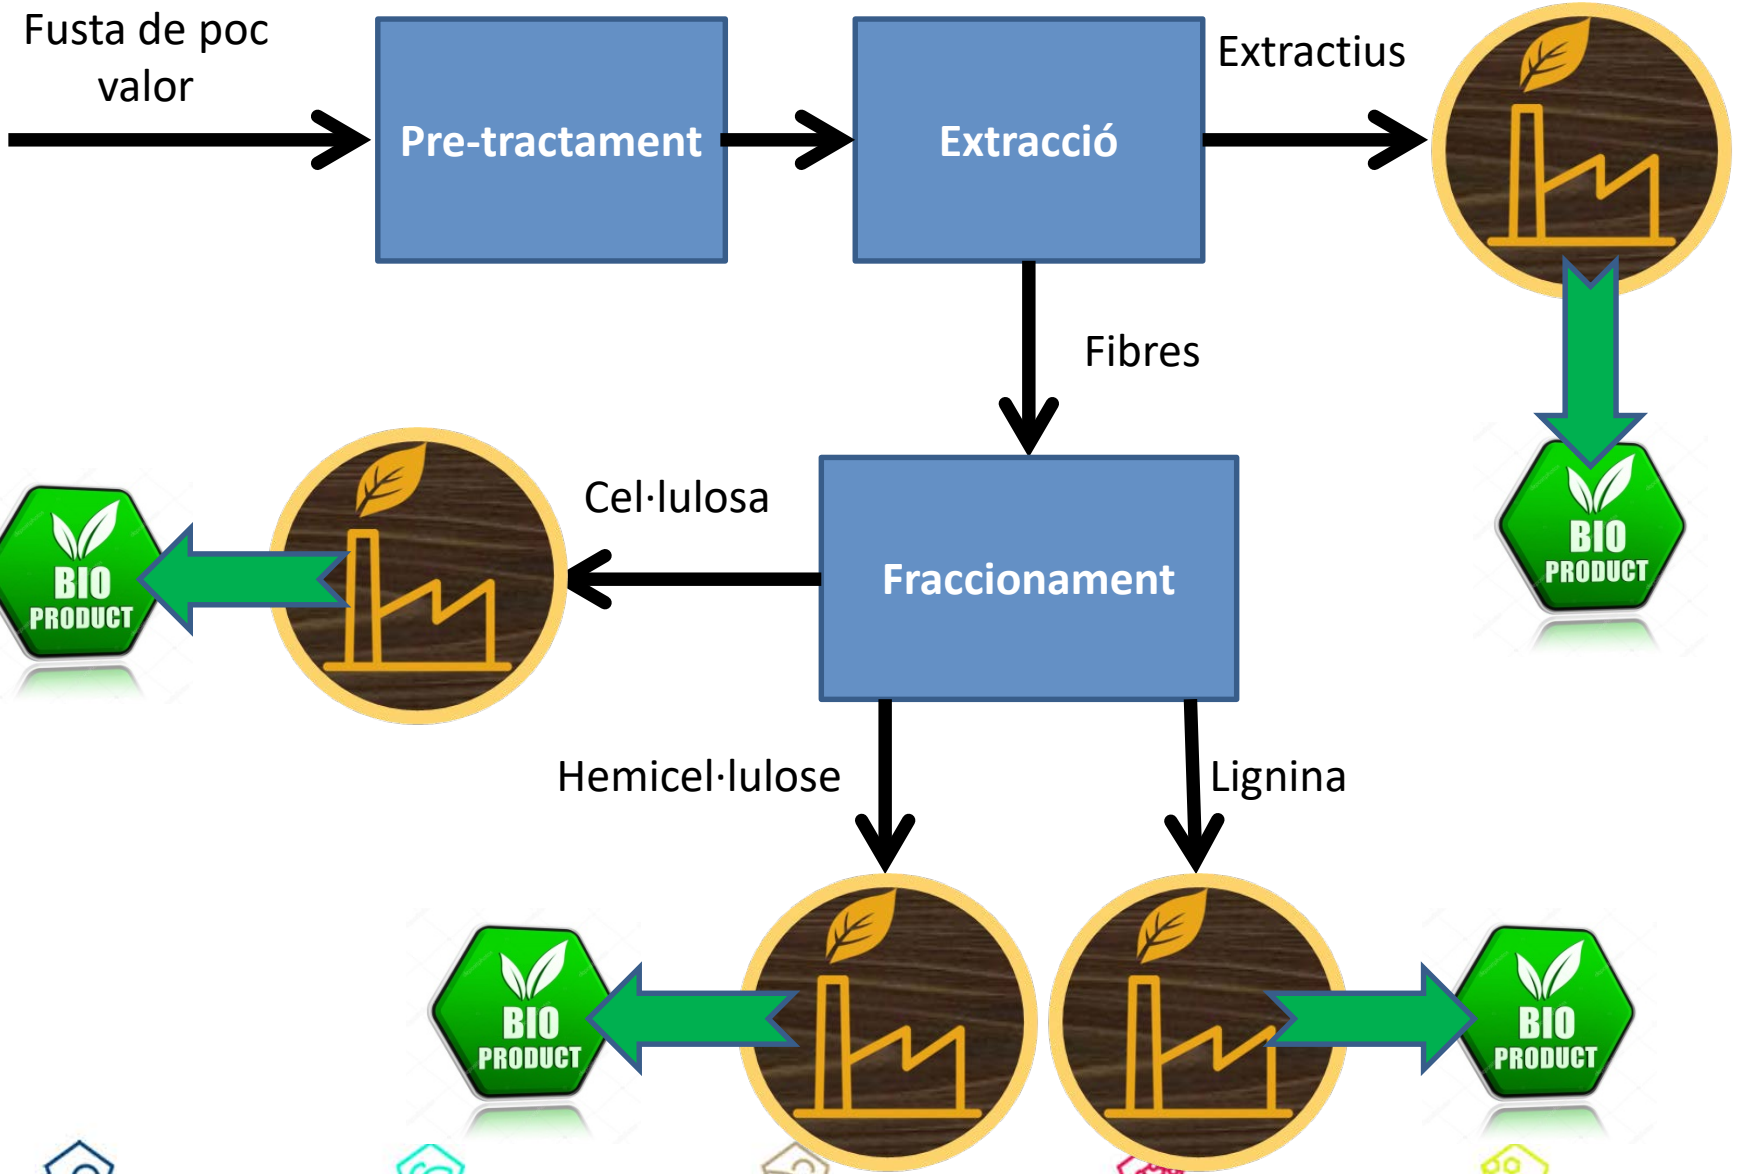 Fusta de poc
valor
Pre-tractament
Extracció
Extractius
Fibres
Cel·lulosa
Fraccionament
BIO
PRODUCT
BIO
PRODUCT
Hemicel·lulose
Lignina
BIO
PRODUCT
BIO
PRODUCT